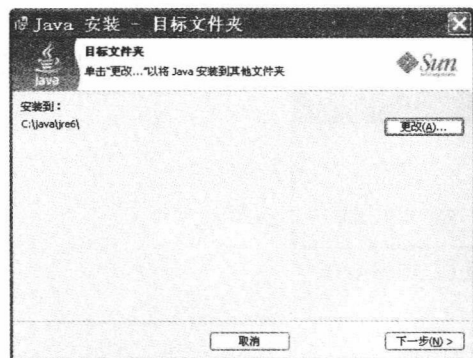 Java 安装 - 目标文件夹
目标文件夹
单击“更改...”以将 Java 安装到其他文件夹
Java
Sun
安装到：
C:\java\jre6\
更改(A)...
取消
下一步(N) >